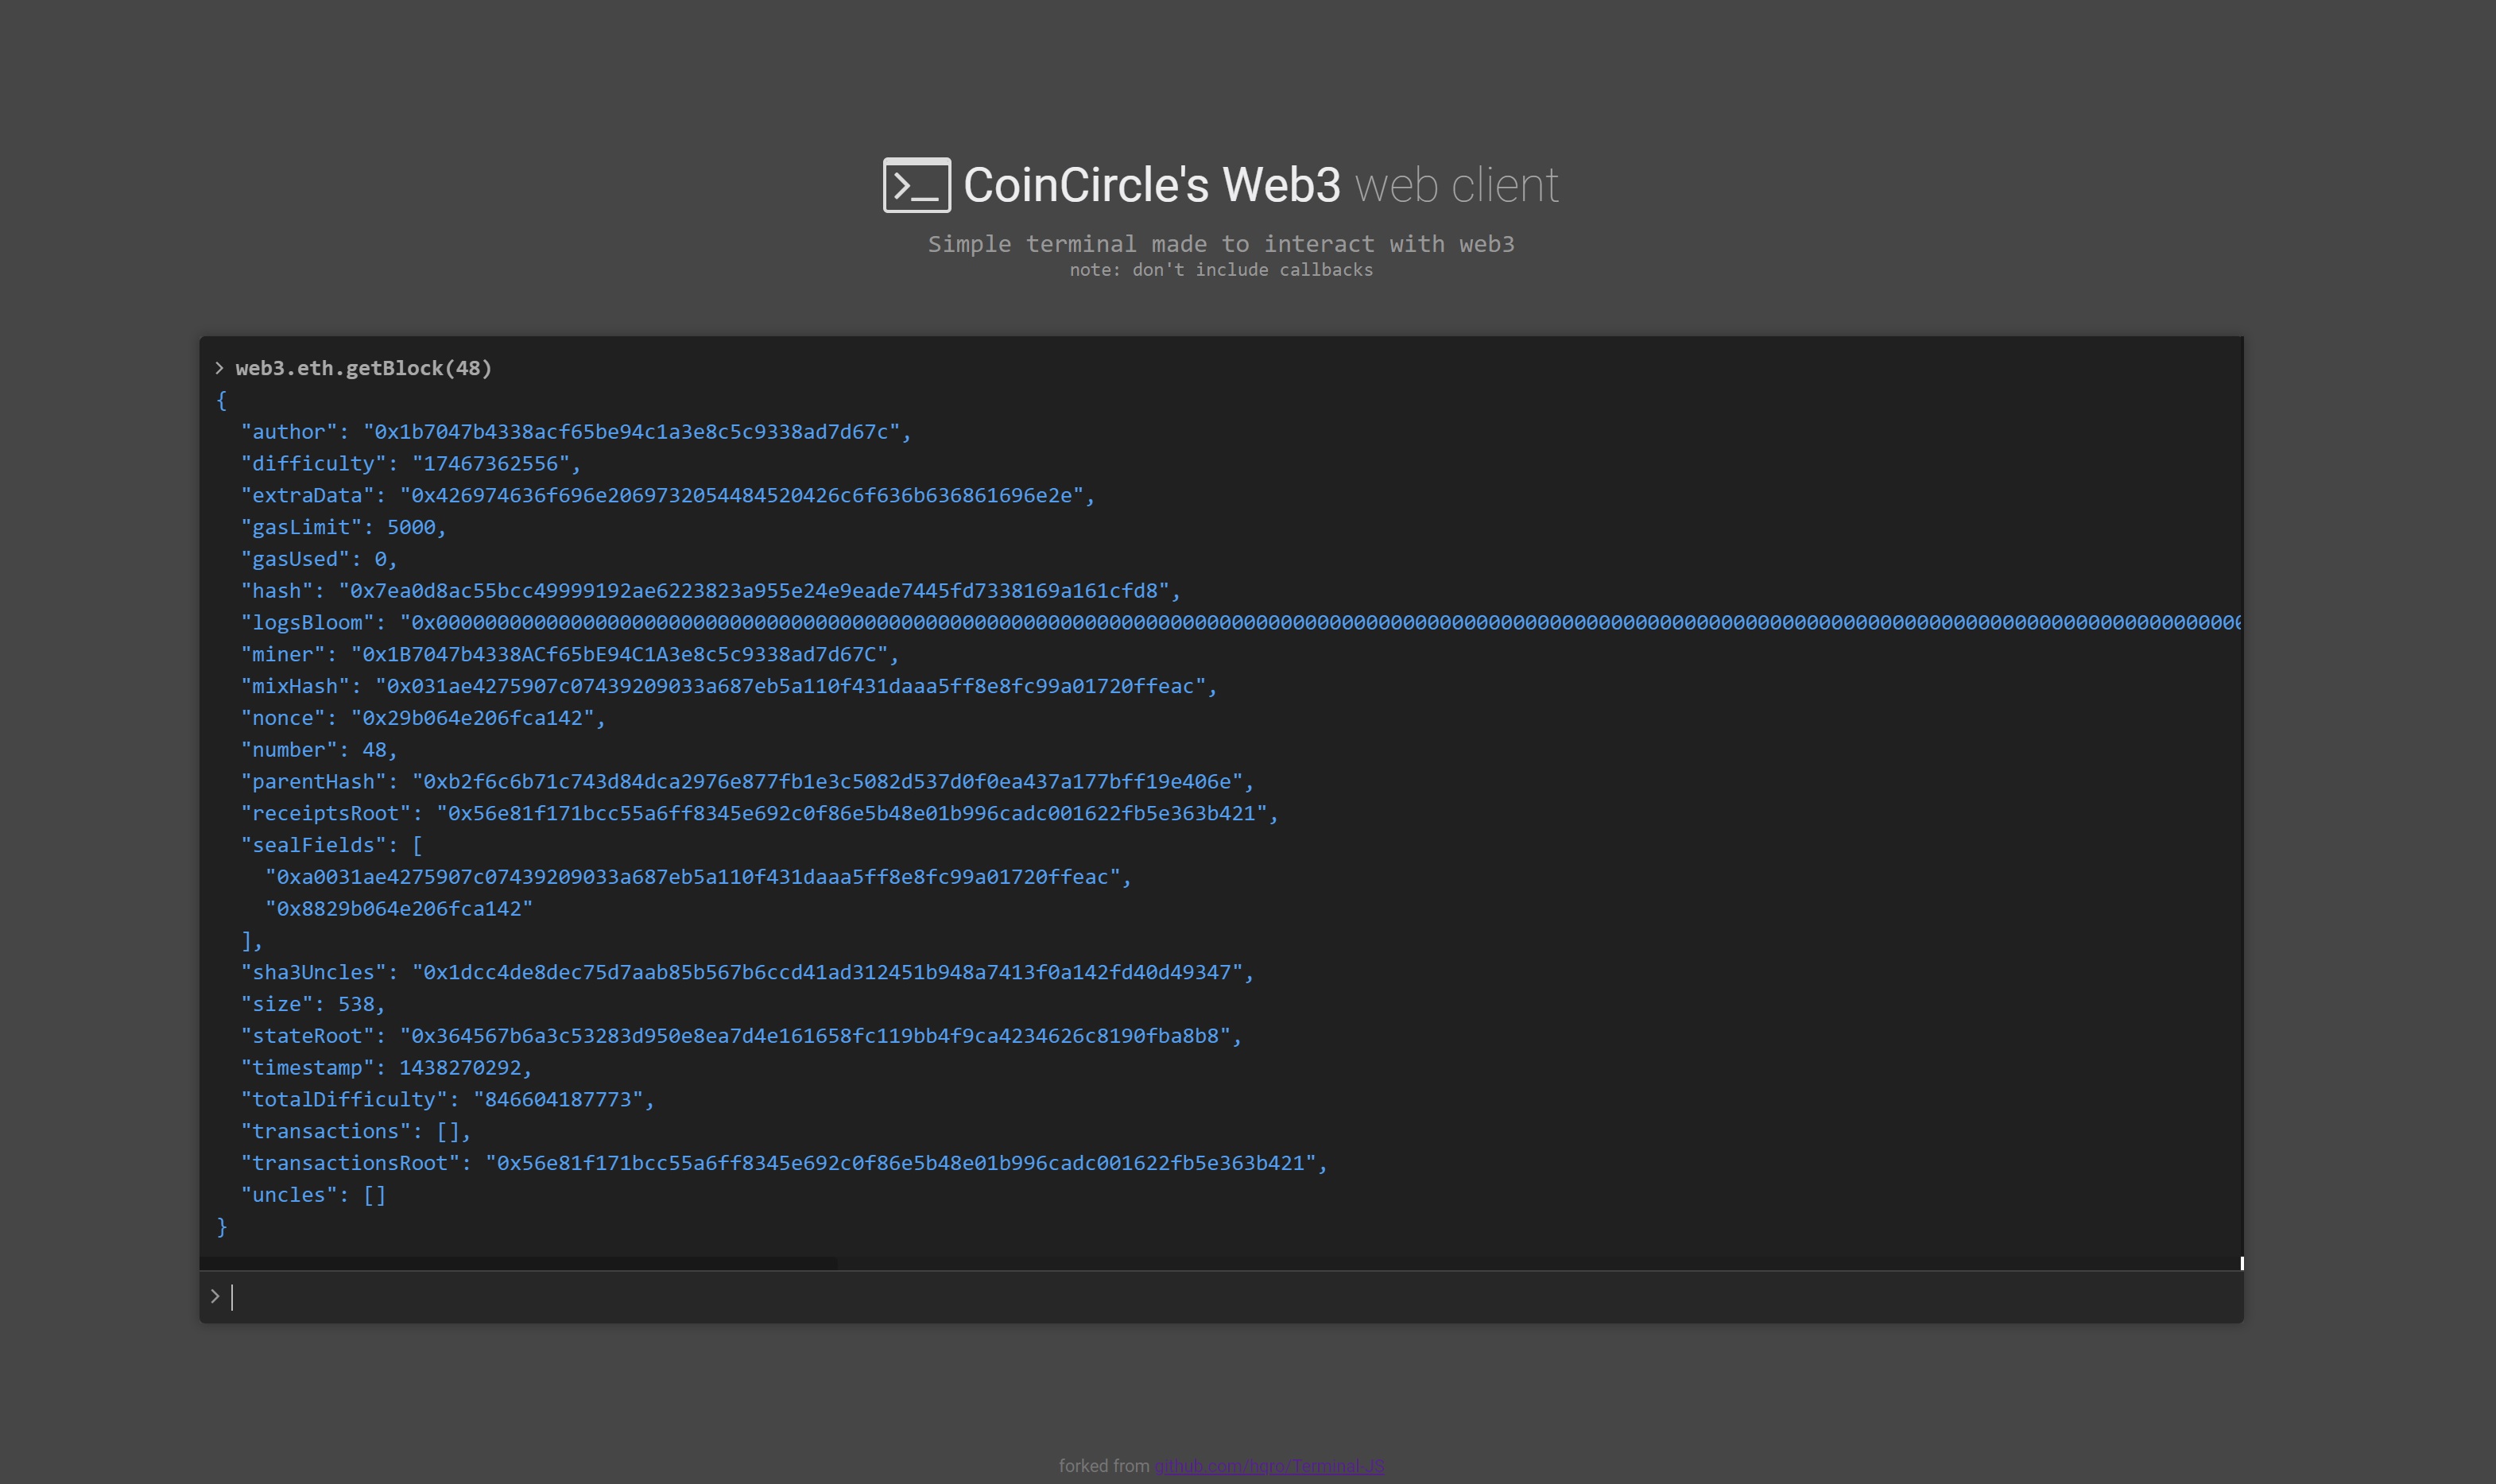 >_ CoinCircle's Web3 web client
Simple terminal made to interact with web3
note: don't include callbacks
> web3.eth.getBlock(48)
{
  "author": "0x1b7047b4338acf65be94c1a3e8c5c9338ad7d67c",
  "difficulty": "17467362556",
  "extraData": "0x426974636f696e2069732054484520426c6f636b636861696e2e",
  "gasLimit": 5000,
  "gasUsed": 0,
  "hash": "0x7ea0d8ac55bcc49999192ae6223823a955e24e9eade7445fd7338169a161cfd8",
  "logsBloom":
  "miner": "0x1B7047b4338ACf65bE94C1A3e8c5c9338ad7d67C",
  "mixHash": "0x031ae4275907c07439209033a687eb5a110f431daaa5ff8e8fc99a01720ffeac",
  "nonce": "0x29b064e206fca142",
  "number": 48,
  "parentHash": "0xb2f6c6b71c743d84dca2976e877fb1e3c5082d537d0f0ea437a177bff19e406e",
  "receiptsRoot": "0x56e81f171bcc55a6ff8345e692c0f86e5b48e01b996cadc001622fb5e363b421",
  "sealFields": [
    "0xa0031ae4275907c07439209033a687eb5a110f431daaa5ff8e8fc99a01720ffeac",
    "0x8829b064e206fca142"
  ],
  "sha3Uncles": "0x1dcc4de8dec75d7aab85b567b6ccd41ad312451b948a7413f0a142fd40d49347",
  "size": 538,
  "stateRoot": "0x364567b6a3c53283d950e8ea7d4e161658fc119bb4f9ca4234626c8190fba8b8",
  "timestamp": 1438270292,
  "totalDifficulty": "846604187773",
  "transactions": [],
  "transactionsRoot": "0x56e81f171bcc55a6ff8345e692c0f86e5b48e01b996cadc001622fb5e363b421",
  "uncles": []
}
>
forked from github.com/hgro/Terminal-JS